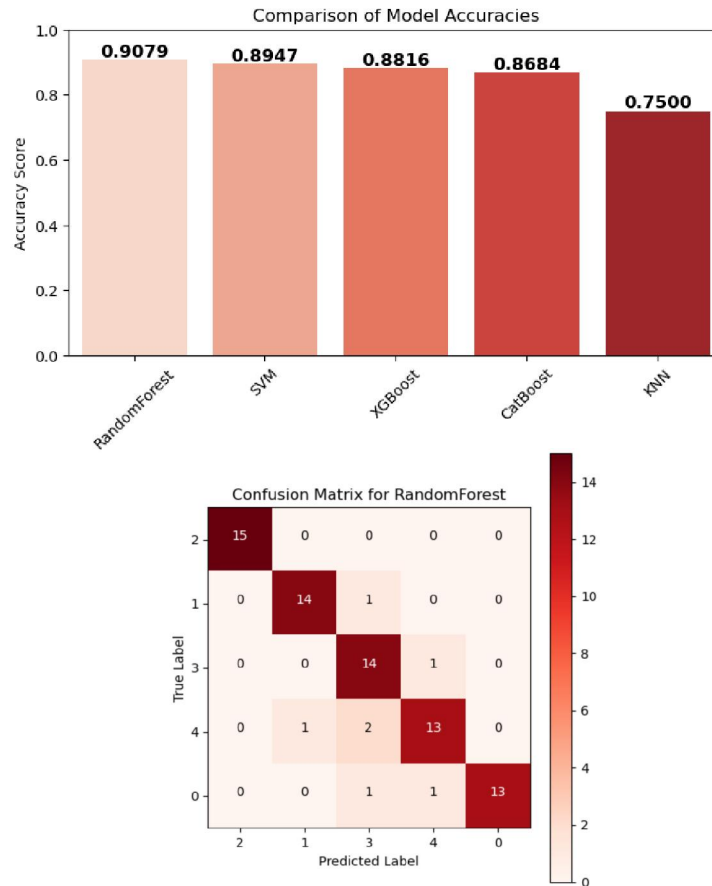 Comparison of Model Accuracies
1.0
0.9079
0.8947
0.8816
0.8684
0.7500
0.8
0.6
0.4
0.2
0.0
Accuracy Score
RandomForest
SVM
XGBoost
CatBoost
KNN
Confusion Matrix for RandomForest
2 15 0 0 0 0
1 0 14 1 0 0
3 0 0 14 1 0
4 0 1 2 13 0
0 0 0 1 1 13
True Label
2 1 3 4 0
Predicted Label
14
12
10
8
6
4
2
0